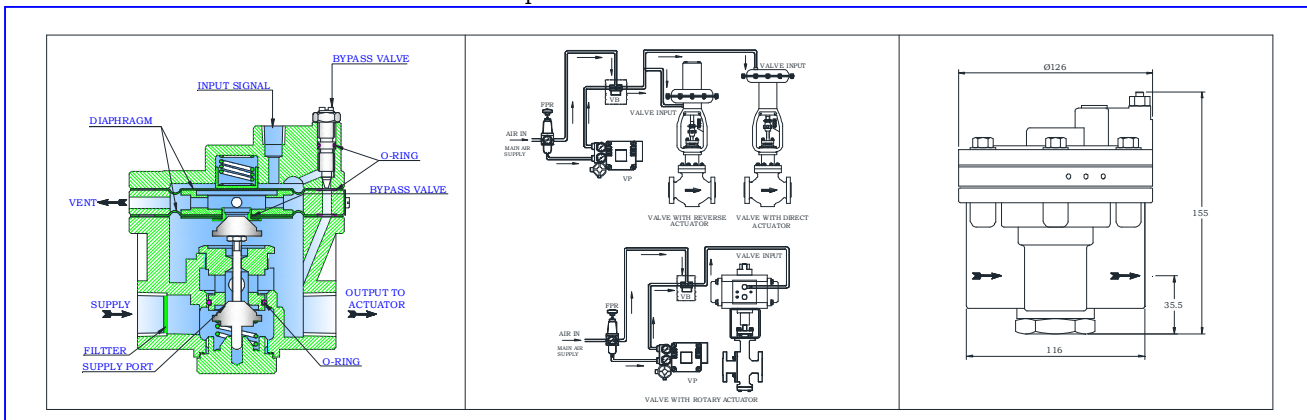 BYPASS VALVE
INPUT SIGNAL
DIAPHRAGM
O-RING
BYPASS VALVE
VENT
SUPPLY
OUTPUT TO
ACTUATOR
FILTTER
SUPPLY PORT
O-RING
VALVE INPUT
VB
FPR
VALVE INPUT
AIR IN
MAIN AIR
SUPPLY
VP
VALVE WITH REVERSE
ACTUATOR
VALVE WITH DIRECT
ACTUATOR
VALVE INPUT
VB
FPR
AIR IN
MAIN AIR
SUPPLY
VP
VALVE WITH ROTARY ACTUATOR
Ø126
155
35.5
116